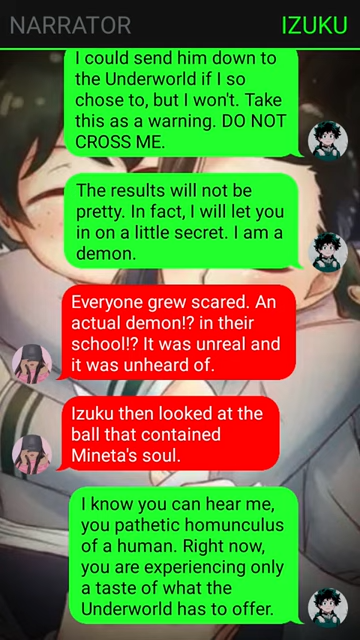 NARRATOR IZUKU
I could send him down to
the Underworld if I so
chose to, but I won't. Take
this as a warning. DO NOT
CROSS ME.
The results will not be
pretty. In fact, I will let you
in on a little secret. I am a
demon.
Everyone grew scared. An
actual demon!? in their
school!? It was unreal and
it was unheard of.
Izuku then looked at the
ball that contained
Mineta's soul.
I know you can hear me,
you pathetic homunculus
of a human. Right now,
you are experiencing only
a taste of what the
Underworld has to offer.